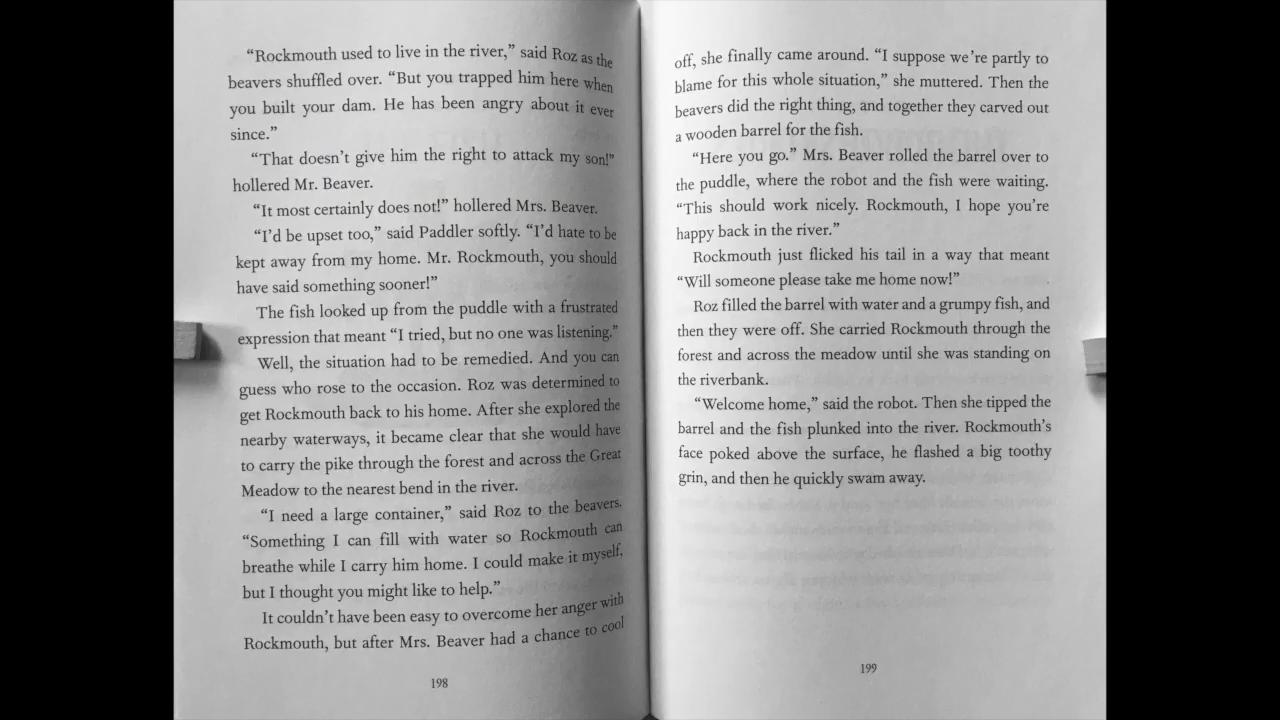 “Rockmouth used to live in the river,” said Roz as the
beavers shuffled over. “But you trapped him here when
you built your dam. He has been angry about it ever
since.”
“That doesn’t give him the right to attack my son!”
hollered Mr. Beaver.
“It most certainly does not!” hollered Mrs. Beaver.
“I’d be upset too,” said Paddler softly. “I’d hate to be
kept away from my home. Mr. Rockmouth, you should
have said something sooner!”
The fish looked up from the puddle with a frustrated
expression that meant “I tried, but no one was listening.”
Well, the situation had to be remedied. And you can
guess who rose to the occasion. Roz was determined to
get Rockmouth back to his home. After she explored the
nearby waterways, it became clear that she would have
to carry the pike through the forest and across the Great
Meadow to the nearest bend in the river.
“I need a large container,” said Roz to the beavers.
“Something I can fill with water so Rockmouth can
breathe while I carry him home. I could make it myself,
but I thought you might like to help.”
It couldn’t have been easy to overcome her anger with
Rockmouth, but after Mrs. Beaver had a chance to cool
198
off, she finally came around. “I suppose we’re partly to
blame for this whole situation,” she muttered. Then the
beavers did the right thing, and together they carved out
a wooden barrel for the fish.
“Here you go.” Mrs. Beaver rolled the barrel over to
the puddle, where the robot and the fish were waiting.
“This should work nicely. Rockmouth, I hope you’re
happy back in the river.”
Rockmouth just flicked his tail in a way that meant
“Will someone please take me home now!”
Roz filled the barrel with water and a grumpy fish, and
then they were off. She carried Rockmouth through the
forest and across the meadow until she was standing on
the riverbank.
“Welcome home,” said the robot. Then she tipped the
barrel and the fish plunked into the river. Rockmouth’s
face poked above the surface, he flashed a big toothy
grin, and then he quickly swam away.
199